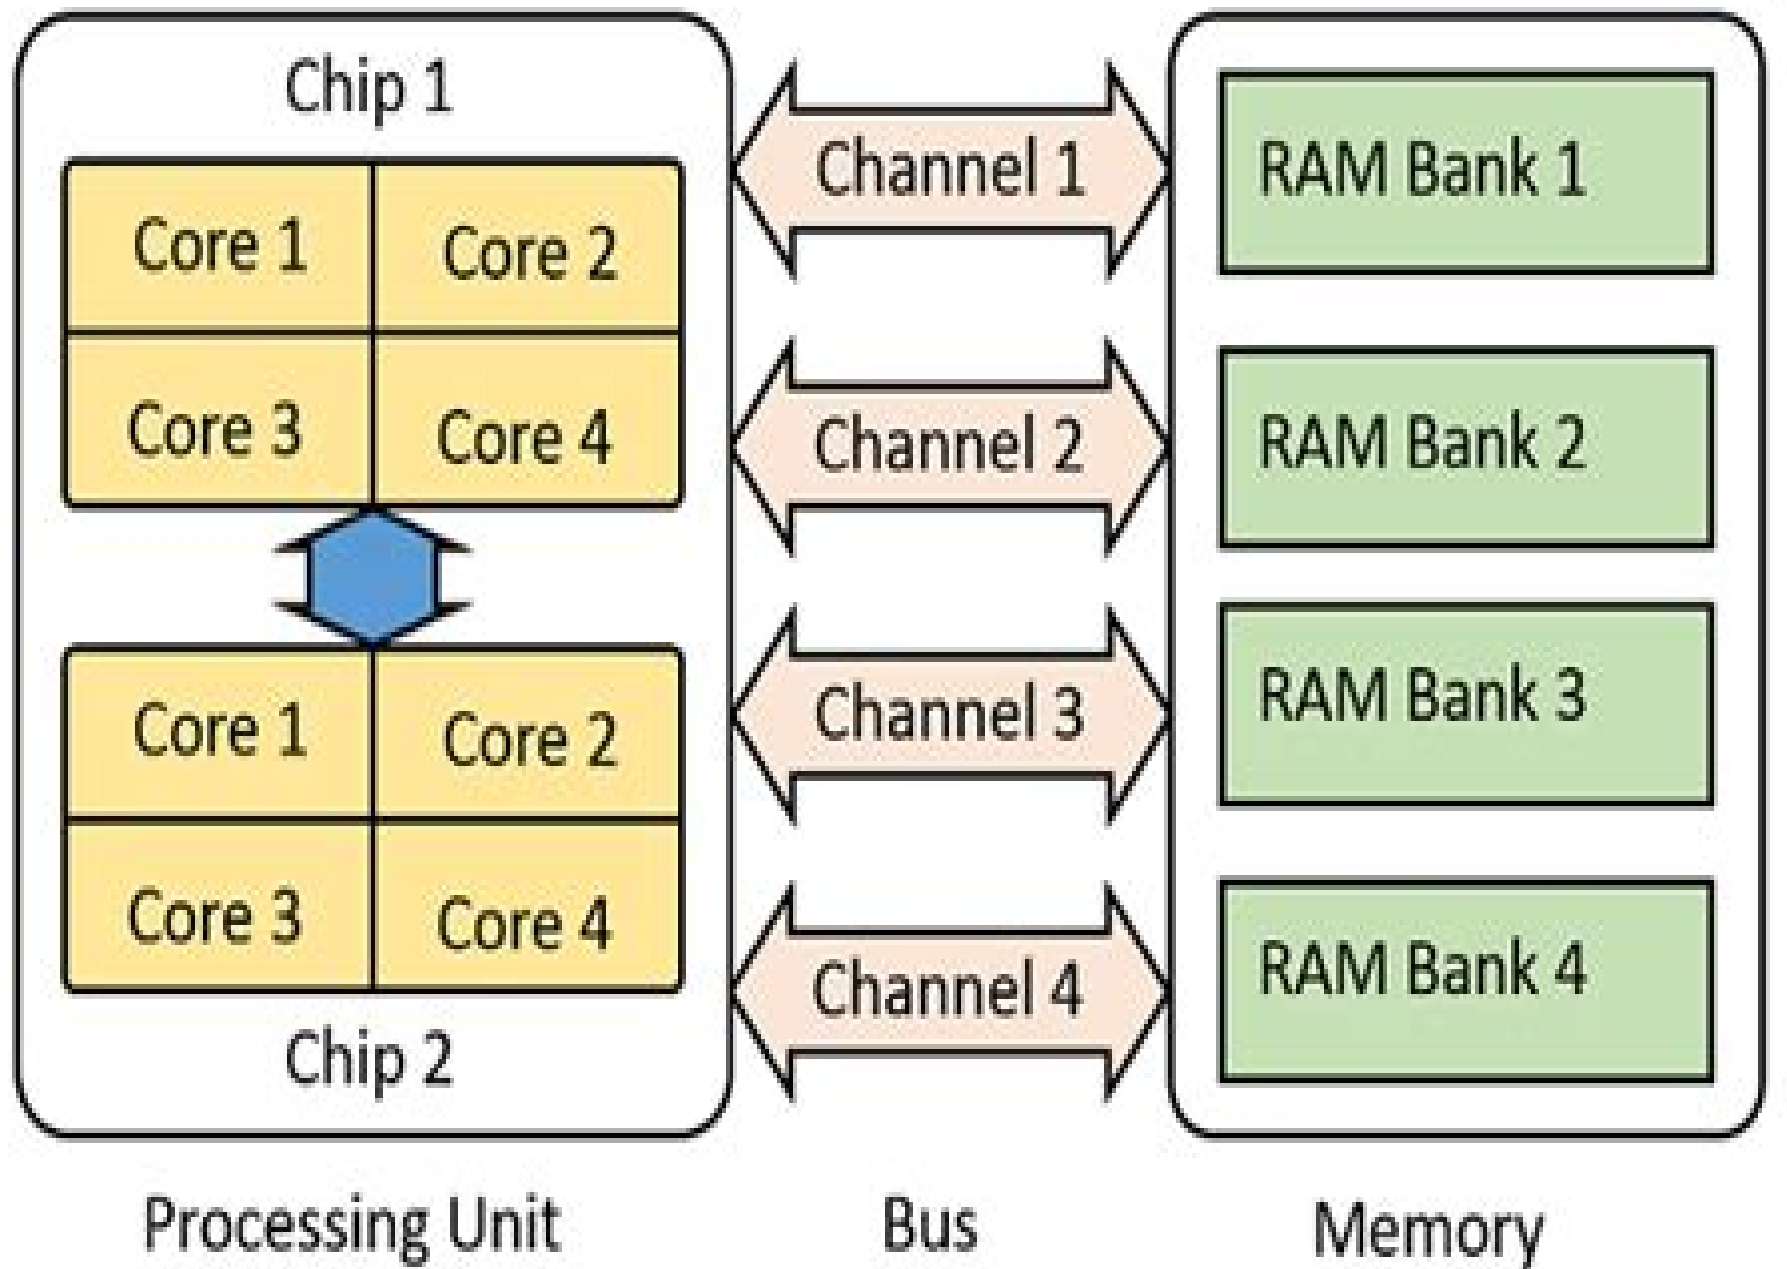 Chip 1
Core 1
Core 2
Core 3
Core 4
Core 1
Core 2
Core 3
Core 4
Chip 2
Processing Unit
Channel 1
Channel 2
Channel 3
Channel 4
Bus
RAM Bank 1
RAM Bank 2
RAM Bank 3
RAM Bank 4
Memory